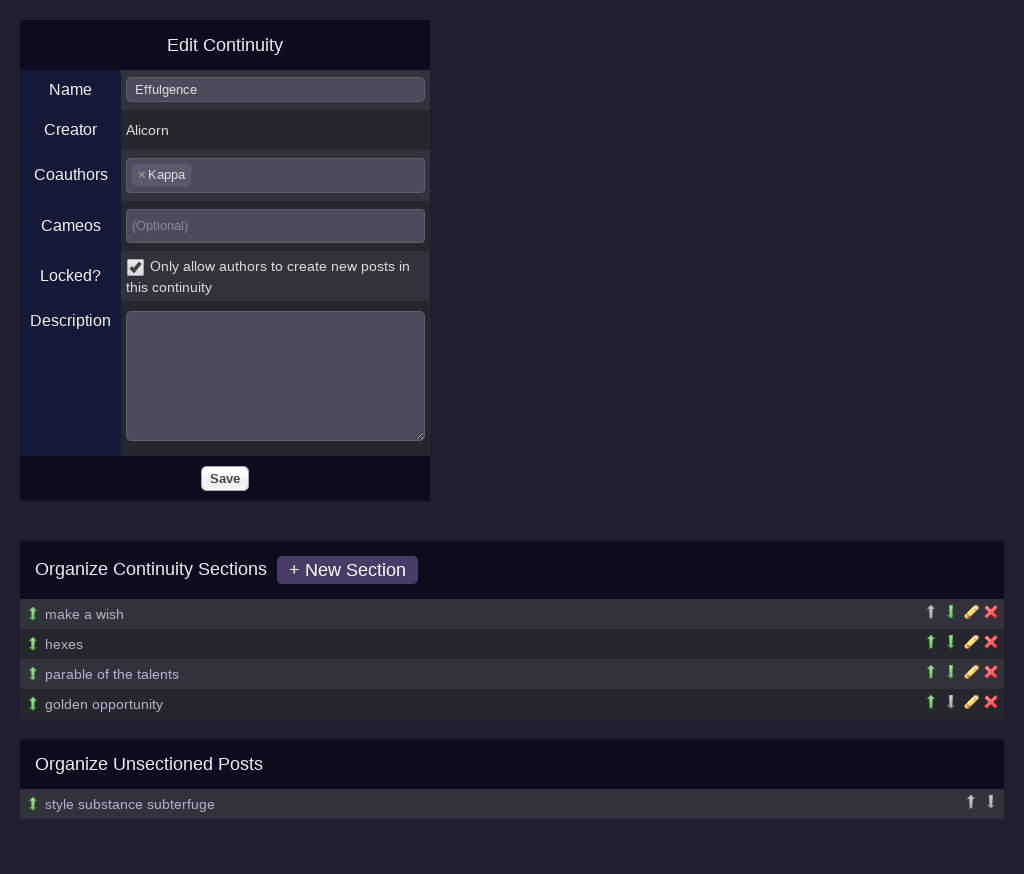 Edit Continuity
Name
Effulgence
Creator
Alicorn
Coauthors
×Kappa
Cameos
(Optional)
Locked?
Only allow authors to create new posts in
this continuity
Description
Save
Organize Continuity Sections
+ New Section
make a wish
hexes
parable of the talents
golden opportunity
Organize Unsectioned Posts
style substance subterfuge